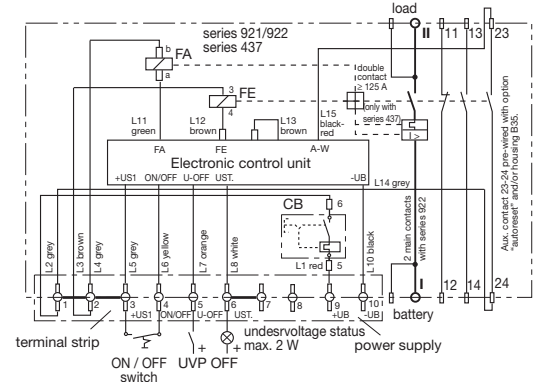 load
series 921/922
series 437
b
FA
a
II
11
13
23
double
contact
≥ 125 A
3
FE
4
(only with
series 437)
L11
green
L12
brown
L13
brown
L15
black-
red
I >
FA
FE
A-W
Electronic control unit
+US1
ON/OFF
U-OFF
UST.
-UB
L14 grey
CB
6
L2 grey
L3 brown
L4 grey
L5 grey
L6 yellow
L7 orange
L8 white
L1 red
5
L10 black
2 main contacts
with series 922
Aux. contact 23-24 pre-wired with option
"autoreset" and/or housing B35.
I
12
14
24
battery
1
2
3
4
5
6
7
8
9
10
+US1
ON/OFF
U-OFF
UST.
+UB
-UB
terminal strip
undesrvoltage status
max. 2 W
power supply
+
+
ON / OFF
switch
UVP OFF